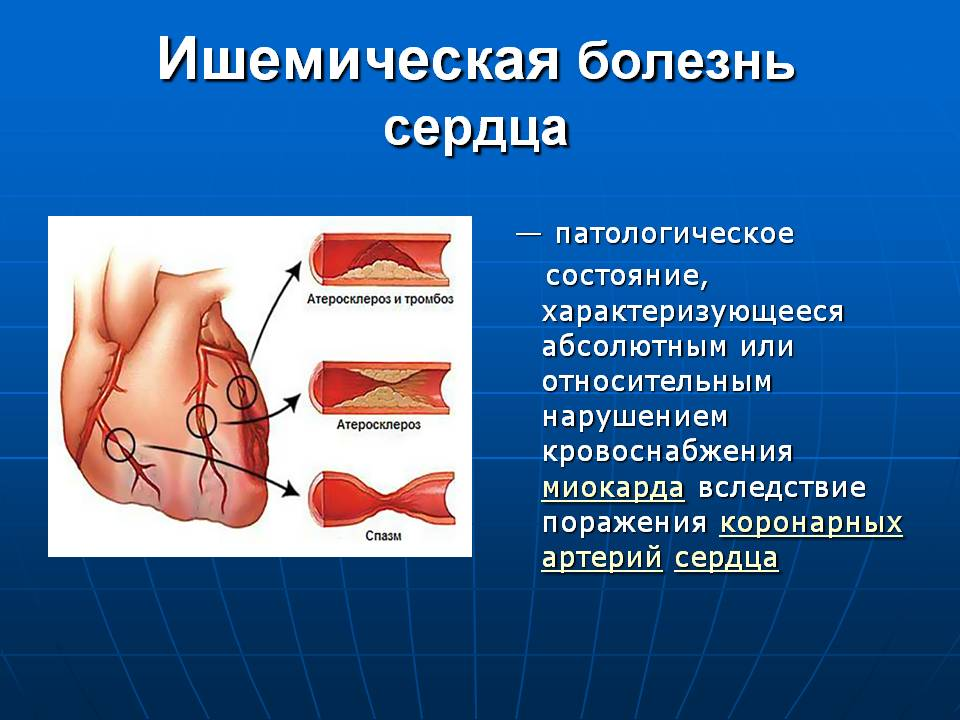 Ишемическая болезнь
сердца
Атеросклероз и тромбоз
Атеросклероз
Спазм
— патологическое
состояние,
характеризующееся
абсолютным или
относительным
нарушением
кровоснабжения
миокарда вследствие
поражения коронарных
артерий сердца